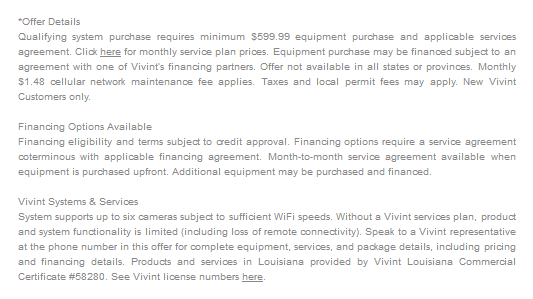 *Offer Details
Qualifying system purchase requires minimum $599.99 equipment purchase and applicable services
agreement. Click here for monthly service plan prices. Equipment purchase may be financed subject to an
agreement with one of Vivint's financing partners. Offer not available in all states or provinces. Monthly
$1.48 cellular network maintenance fee applies. Taxes and local permit fees may apply. New Vivint
Customers only.
Financing Options Available
Financing eligibility and terms subject to credit approval. Financing options require a service agreement
coterminous with applicable financing agreement. Month-to-month service agreement available when
equipment is purchased upfront. Additional equipment may be purchased and financed.
Vivint Systems & Services
System supports up to six cameras subject to sufficient WiFi speeds. Without a Vivint services plan, product
and system functionality is limited (including loss of remote connectivity). Speak to a Vivint representative
at the phone number in this offer for complete equipment, services, and package details, including pricing
and financing details. Products and services in Louisiana provided by Vivint Louisiana Commercial
Certificate #58280. See Vivint license numbers here.